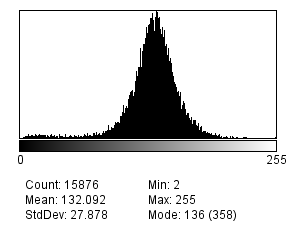 0 255
Count: 15876 Min: 2
Mean: 132.092 Max: 255
StdDev: 27.878 Mode: 136 (358)